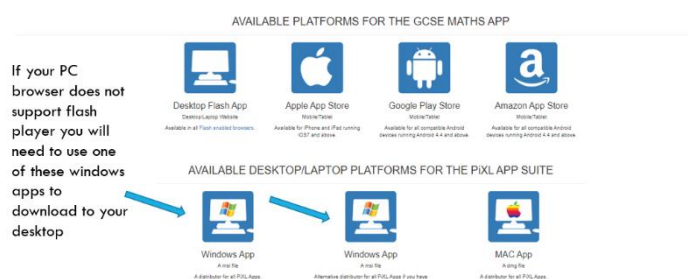 AVAILABLE PLATFORMS FOR THE GCSE MATHS APP
If your PC
browser does not
support flash
player you will
need to use one
of these windows
apps to
download to your
desktop
Desktop Flash App
Desktop/Laptop Website
Available in all Flash enabled browsers.
Apple App Store
Mobile/Tablet
Available for iPhone and iPad running
iOS7 and above.
Google Play Store
Mobile/Tablet
Available for all compatible Android
devices running Android 4.4 and above
Amazon App Store
Mobile/Tablet
Available for all compatible Android
devices running Android 4.4 and above.
AVAILABLE DESKTOP/LAPTOP PLATFORMS FOR THE PiXL APP SUITE
Windows App
A msi file
A distributor for all PiXL Apps.
Windows App
A msi file
Alternative distributor for all PiXL Apps if you have
MAC App
A dmg file
A distributor for all PiXL Apps.